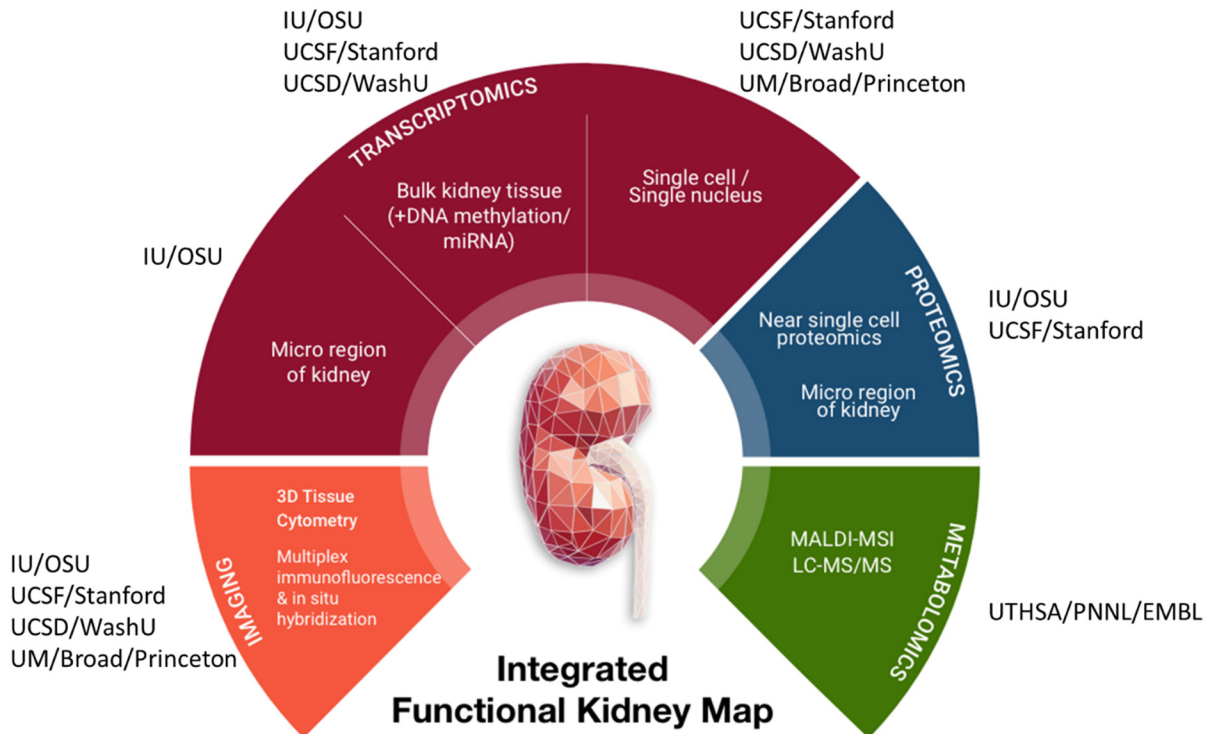 IU/OSU
UCSF/Stanford
UCSD/WashU
UCSF/Stanford
UCSD/WashU
UM/Broad/Princeton
TRANSCRIPTOMICS
Bulk kidney tissue
(+DNA methylation/
miRNA)
Single cell /
Single nucleus
IU/OSU
Micro region
of kidney
PROTEOMICS
Near single cell
proteomics
Micro region
of kidney
IU/OSU
UCSF/Stanford
IMAGING
3D Tissue
Cytometry
Multiplex
immunofluorescence
& in situ
hybridization
IU/OSU
UCSF/Stanford
UCSD/WashU
UM/Broad/Princeton
METABOLOMICS
MALDI-MSI
LC-MS/MS
UTHSA/PNNL/EMBL
Integrated
Functional Kidney Map